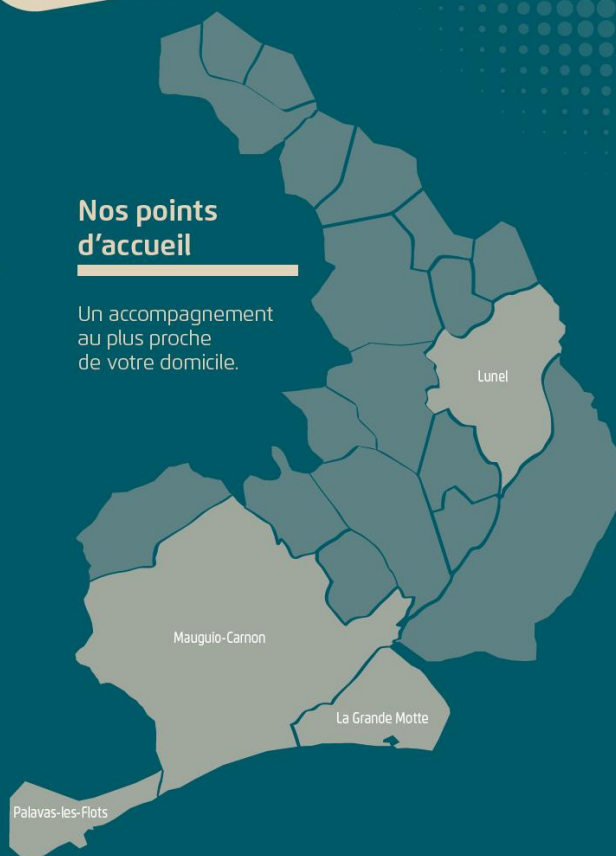 Nos points
d'accueil
Un accompagnement
au plus proche
de votre domicile.
Lunel
Mauguio-Carnon
La Grande Motte
Palavas-les-Flots